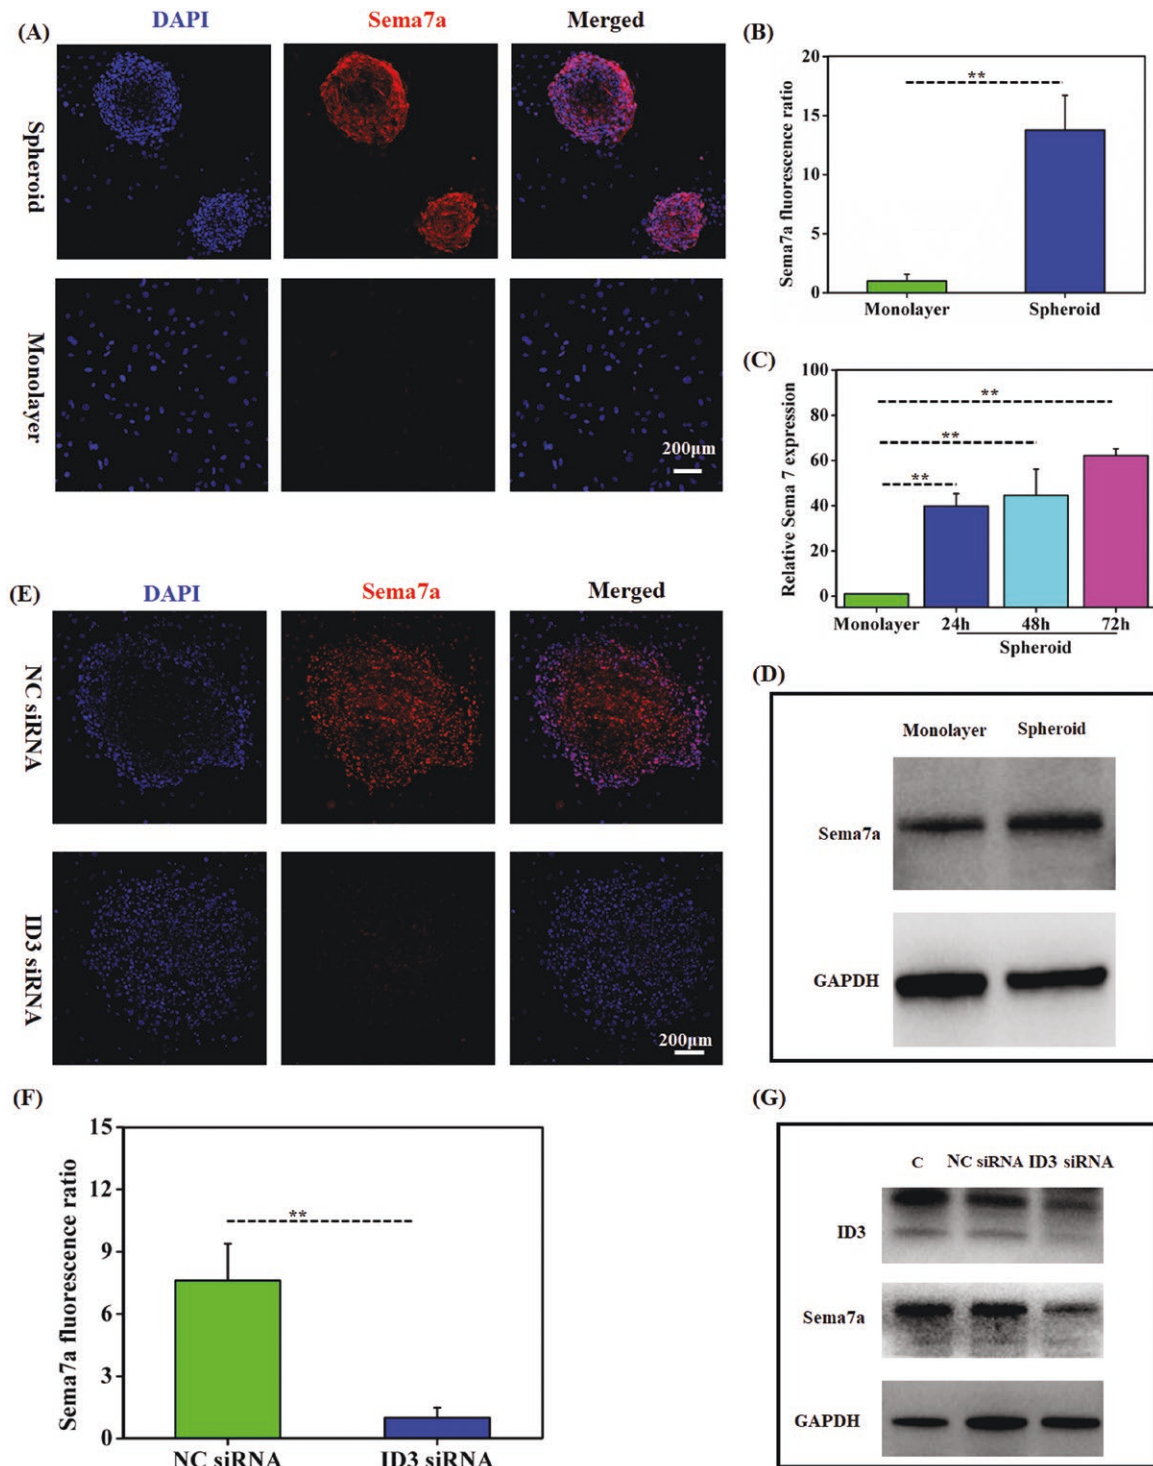 (A)
DAPI
Sema7a
Merged
Spheroid
Monolayer
200μm
(B)
Sema7a fluorescence ratio
20
15
10
5
0
**
Monolayer
Spheroid
(C)
Relative Sema 7 expression
100
80
60
40
20
0
**
**
**
Monolayer
24h
48h
72h
Spheroid
(D)
Monolayer
Spheroid
Sema7a
GAPDH
(E)
DAPI
Sema7a
Merged
NC siRNA
ID3 siRNA
200μm
(F)
Sema7a fluorescence ratio
15
12
9
6
3
0
**
NC siRNA
ID3 siRNA
(G)
C
NC siRNA
ID3 siRNA
ID3
Sema7a
GAPDH